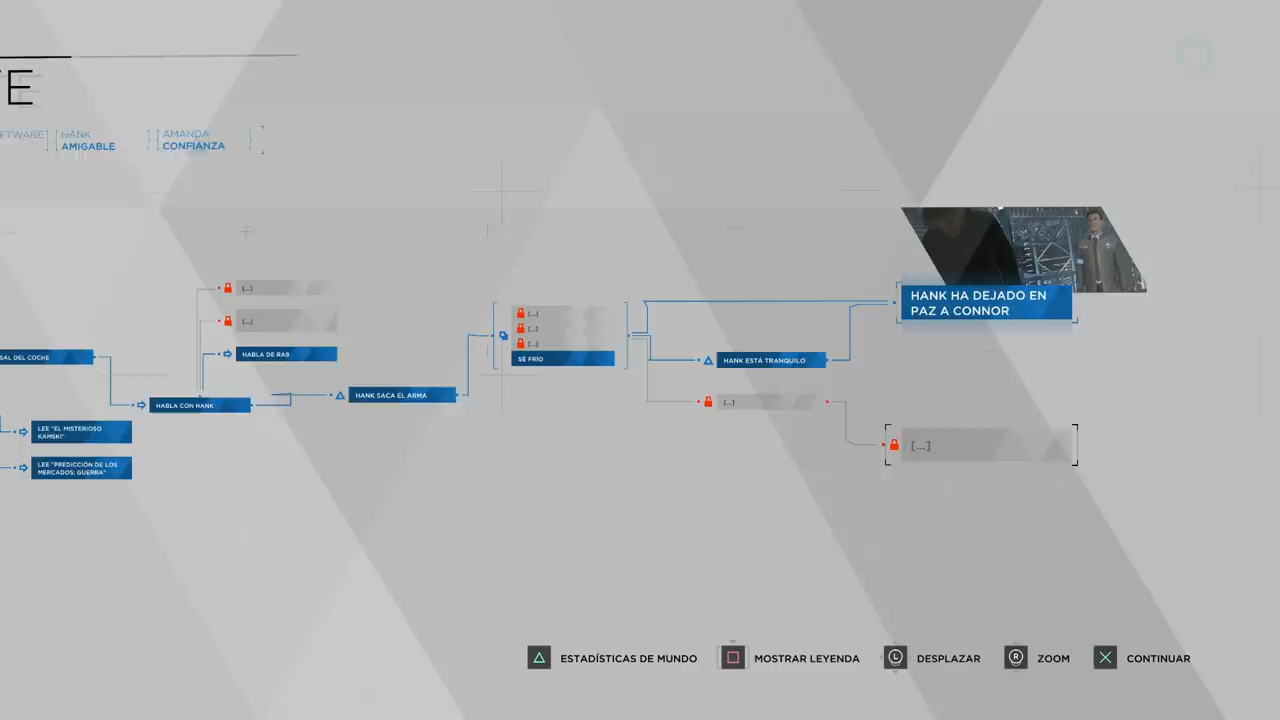 E
FTWARE
HANK
AMIGABLE
AMANDA
CONFIANZA
[...]
[...]
SAL DEL COCHE
HABLA DE RA9
HABLA CON HANK
LEE "EL MISTERIOSO
KAMSKI"
LEE "PREDICCIÓN DE LOS
MERCADOS: GUERRA"
HANK SACA EL ARMA
[...]
[...]
[...]
SÉ FRÍO
HANK ESTÁ TRANQUILO
[...]
HANK HA DEJADO EN
PAZ A CONNOR
[...]
ESTADÍSTICAS DE MUNDO
MOSTRAR LEYENDA
L
DESPLAZAR
R
ZOOM
CONTINUAR